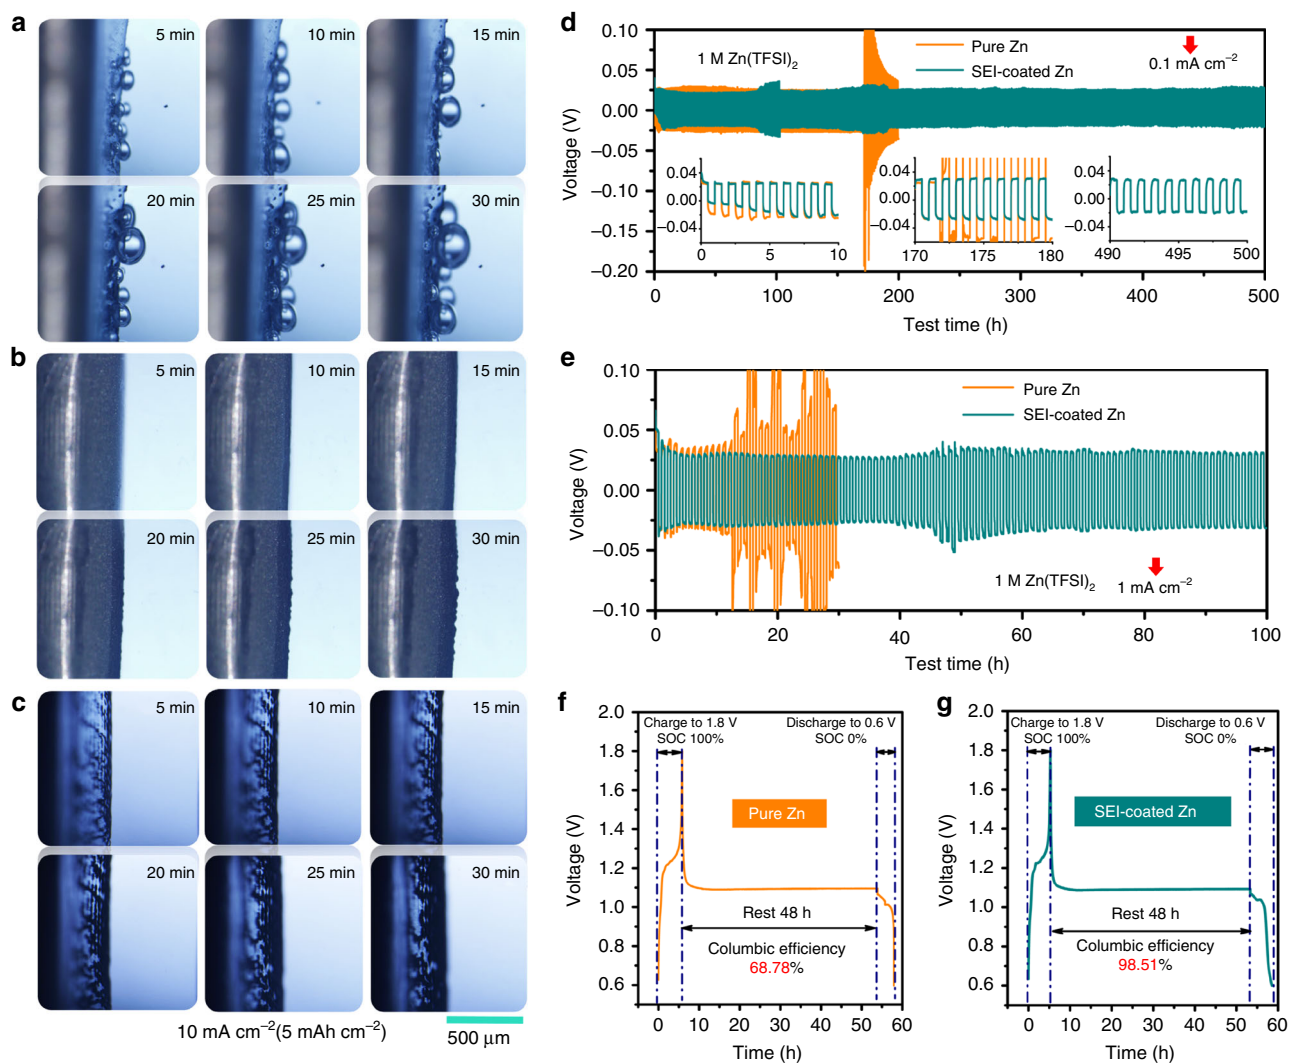 a
5 min
10 min
15 min
20 min
25 min
30 min
b
5 min
10 min
15 min
20 min
25 min
30 min
c
5 min
10 min
15 min
20 min
25 min
30 min
10 mA cm⁻²(5 mAh cm⁻²)
500 μm
d
Voltage (V)
0.10
0.05
0.00
−0.05
−0.10
−0.15
−0.20
1 M Zn(TFSI)₂
Pure Zn
SEI-coated Zn
0.1 mA cm⁻²
0.04
0.00
−0.04
0
5
10
0.04
0.00
−0.04
170
175
180
0.04
0.00
−0.04
490
495
500
0
100
200
300
400
500
Test time (h)
e
Voltage (V)
0.10
0.05
0.00
−0.05
−0.10
Pure Zn
SEI-coated Zn
1 M Zn(TFSI)₂
1 mA cm⁻²
0
20
40
60
80
100
Test time (h)
f
Voltage (V)
2.0
1.8
1.6
1.4
1.2
1.0
0.8
0.6
Charge to 1.8 V
SOC 100%
Discharge to 0.6 V
SOC 0%
Pure Zn
Rest 48 h
Columbic efficiency
68.78%
0
10
20
30
40
50
60
Time (h)
g
Voltage (V)
2.0
1.8
1.6
1.4
1.2
1.0
0.8
0.6
Charge to 1.8 V
SOC 100%
Discharge to 0.6 V
SOC 0%
SEI-coated Zn
Rest 48 h
Columbic efficiency
98.51%
0
10
20
30
40
50
60
Time (h)